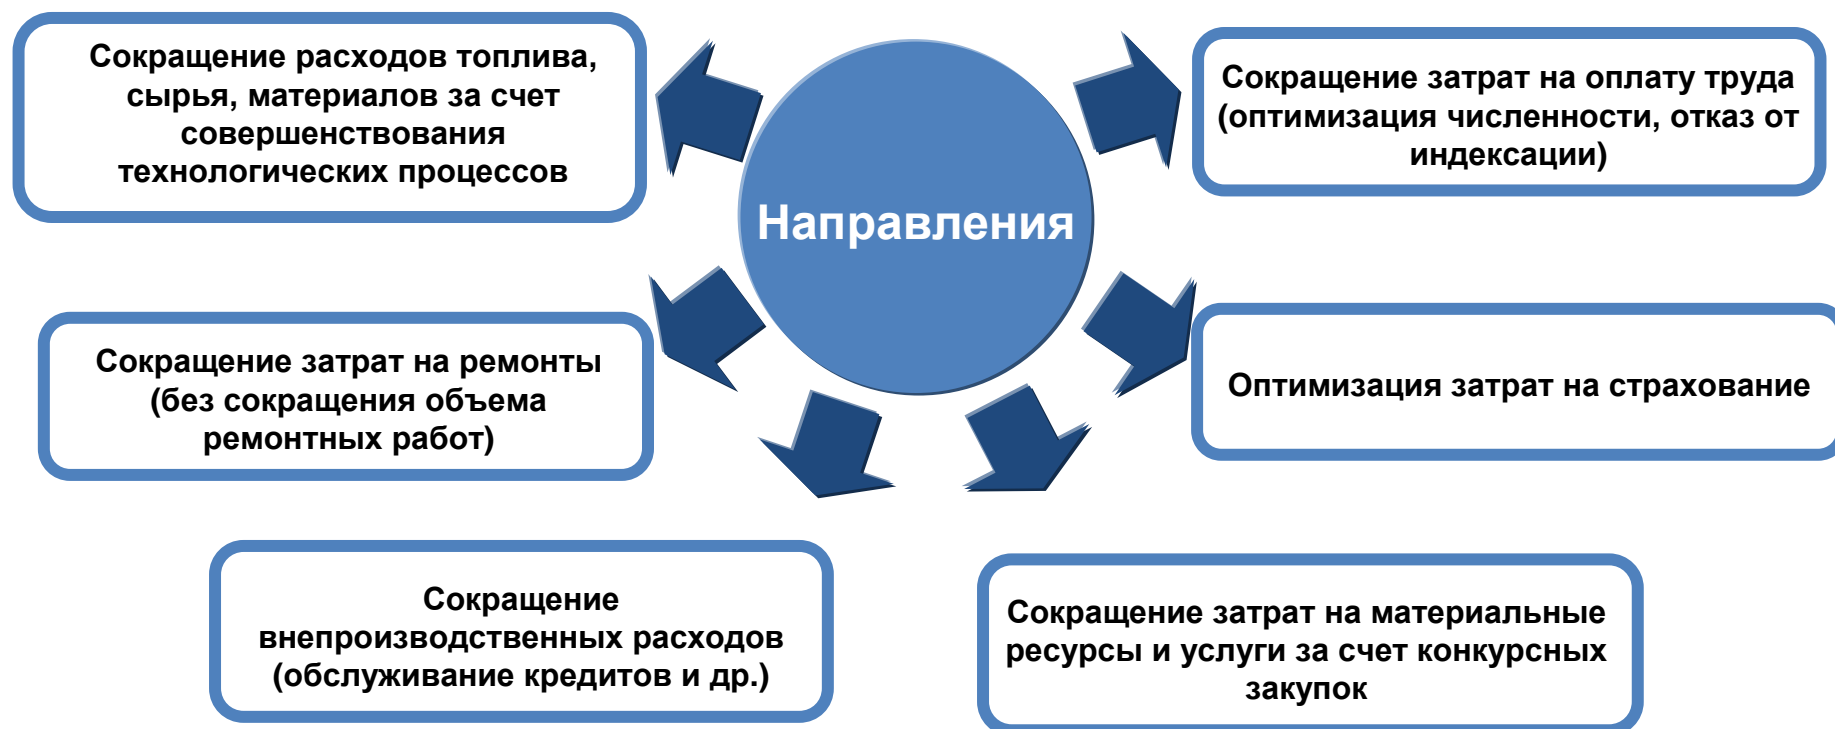 Сокращение расходов топлива,
сырья, материалов за счет
совершенствования
технологических процессов
Направления
Сокращение затрат на оплату труда
(оптимизация численности, отказ от
индексации)
Сокращение затрат на ремонты
(без сокращения объема
ремонтных работ)
Оптимизация затрат на страхование
Сокращение
внепроизводственных расходов
(обслуживание кредитов и др.)
Сокращение затрат на материальные
ресурсы и услуги за счет конкурсных
закупок